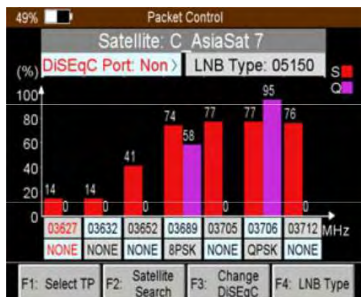 49% Packet Control
Satellite: C AsiaSat 7
DiSEqC Port: Non> LNB Type: 05150
(%) S
100 Q
80
60
40
20
0
14 0 14 0 41 0 74 58 77 0 77 95 76 0
03627 03632 03652 03689 03705 03706 03712 MHz
NONE NONE NONE 8PSK NONE QPSK NONE
F1: Select TP F2: Satellite Search F3: Change DiSEqC F4: LNB Type